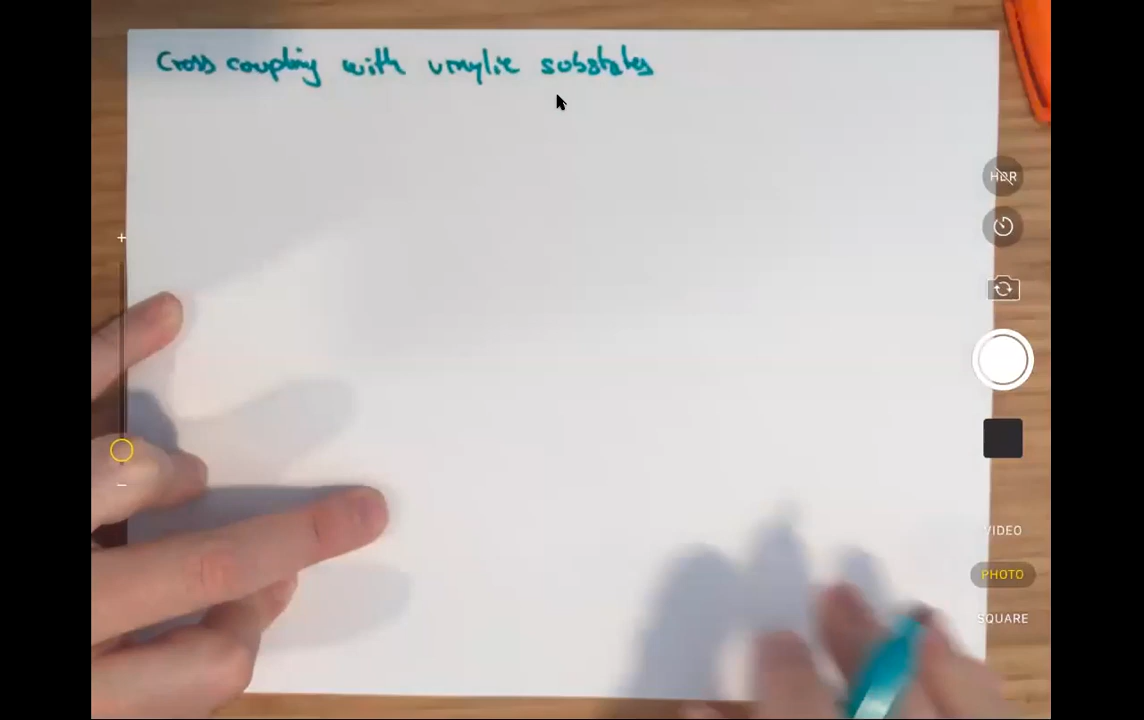 Cross coupling with vinylic substrates
HDR
+
−
VIDEO
PHOTO
SQUARE